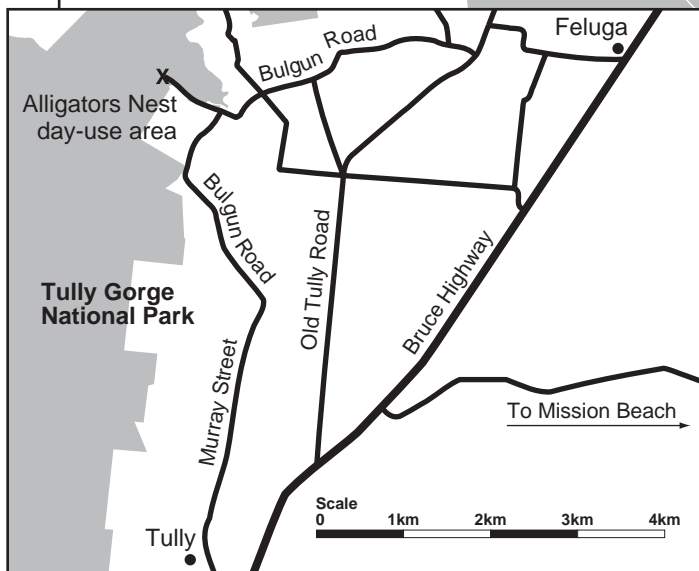 Feluga
Bulgun Road
X
Alligators Nest
day-use area
Bulgun Road
Old Tully Road
Bruce Highway
Tully Gorge
National Park
Murray Street
To Mission Beach
Tully
Scale
0 1km 2km 3km 4km